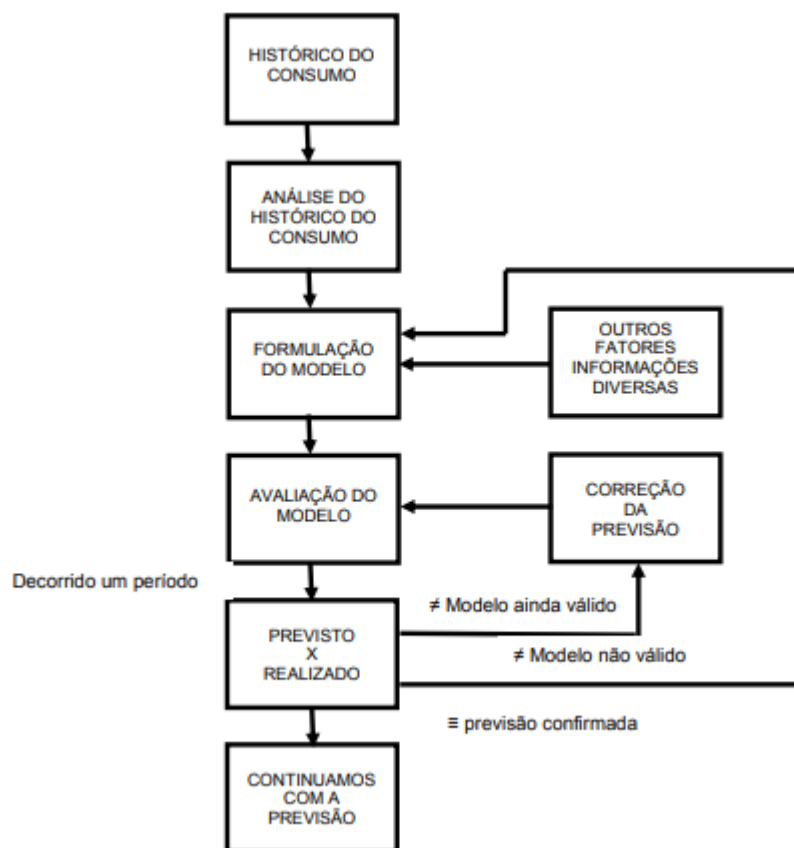 HISTÓRICO DO
CONSUMO
ANÁLISE DO
HISTÓRICO DO
CONSUMO
FORMULAÇÃO
DO MODELO
OUTROS
FATORES
INFORMAÇÕES
DIVERSAS
AVALIAÇÃO DO
MODELO
CORREÇÃO
DA
PREVISÃO
Decorrido um período
≠ Modelo ainda válido
PREVISTO
X
REALIZADO
≠ Modelo não válido
≡ previsão confirmada
CONTINUAMOS
COM A
PREVISÃO